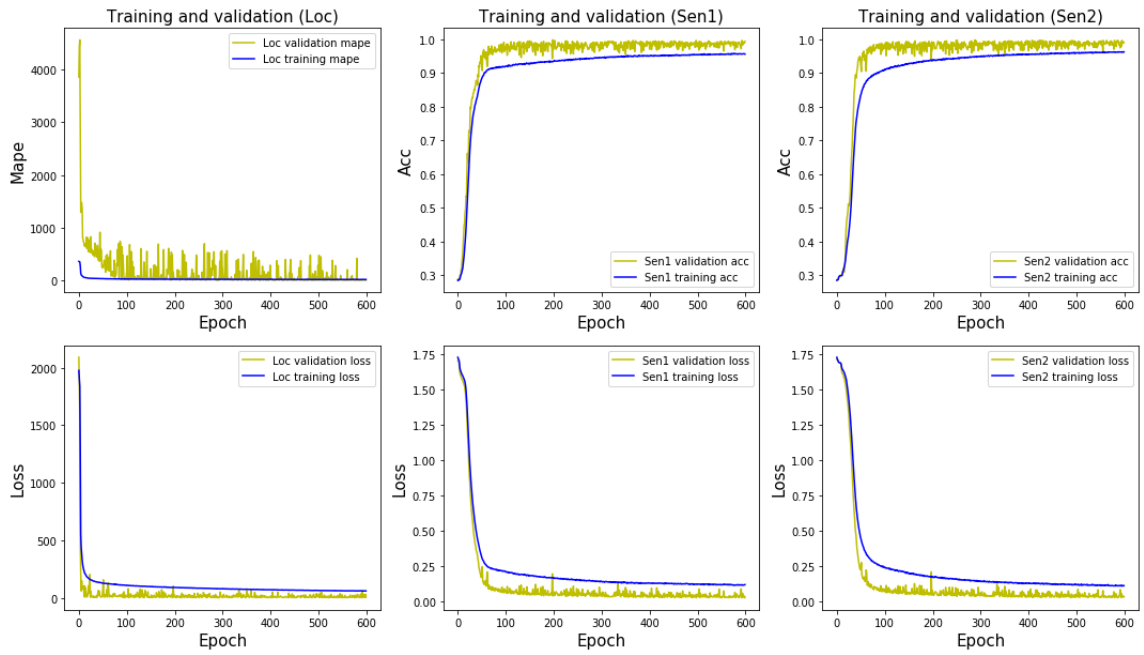 Training and validation (Loc)
Loc validation mape
Loc training mape
Mape
4000
3000
2000
1000
0
0 100 200 300 400 500 600
Epoch
Training and validation (Sen1)
Sen1 validation acc
Sen1 training acc
Acc
1.0
0.9
0.8
0.7
0.6
0.5
0.4
0.3
0 100 200 300 400 500 600
Epoch
Training and validation (Sen2)
Sen2 validation acc
Sen2 training acc
Acc
1.0
0.9
0.8
0.7
0.6
0.5
0.4
0.3
0 100 200 300 400 500 600
Epoch
Loc validation loss
Loc training loss
Loss
2000
1500
1000
500
0
0 100 200 300 400 500 600
Epoch
Sen1 validation loss
Sen1 training loss
Loss
1.75
1.50
1.25
1.00
0.75
0.50
0.25
0.00
0 100 200 300 400 500 600
Epoch
Sen2 validation loss
Sen2 training loss
Loss
1.75
1.50
1.25
1.00
0.75
0.50
0.25
0.00
0 100 200 300 400 500 600
Epoch